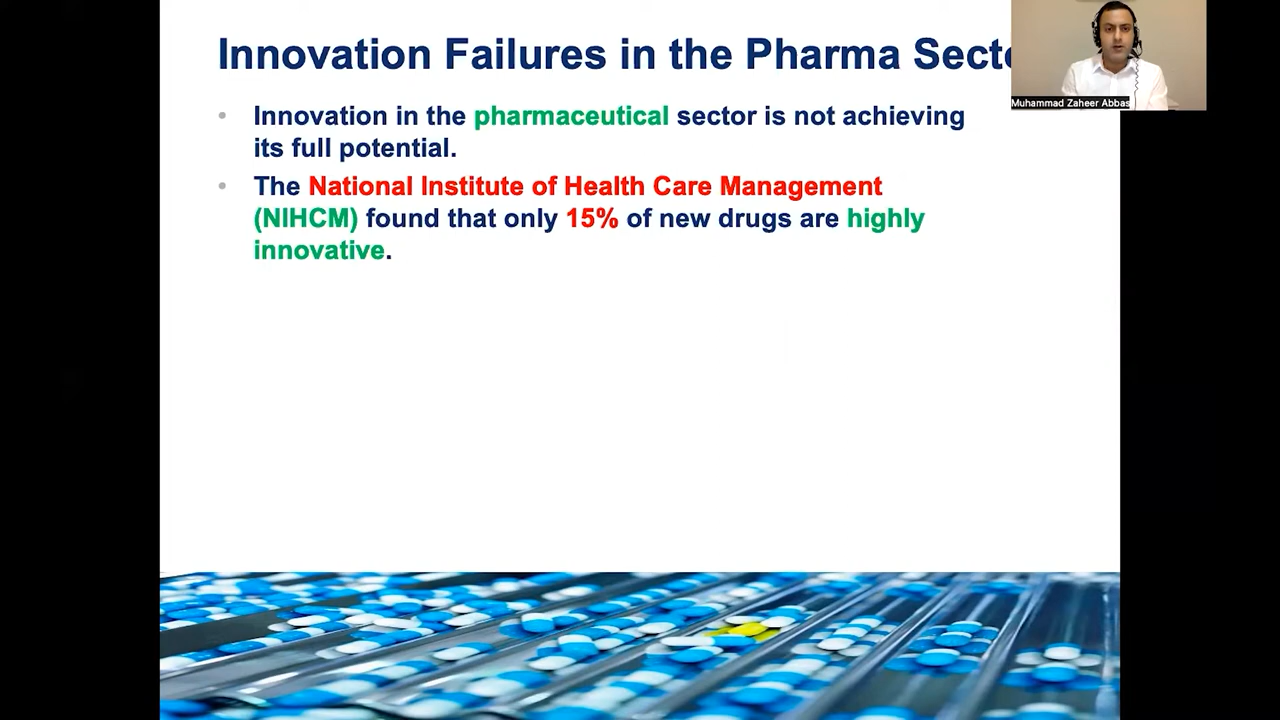 Innovation Failures in the Pharma Secto
Muhammad Zaheer Abbas
• Innovation in the pharmaceutical sector is not achieving
its full potential.
• The National Institute of Health Care Management
(NIHCM) found that only 15% of new drugs are highly
innovative.